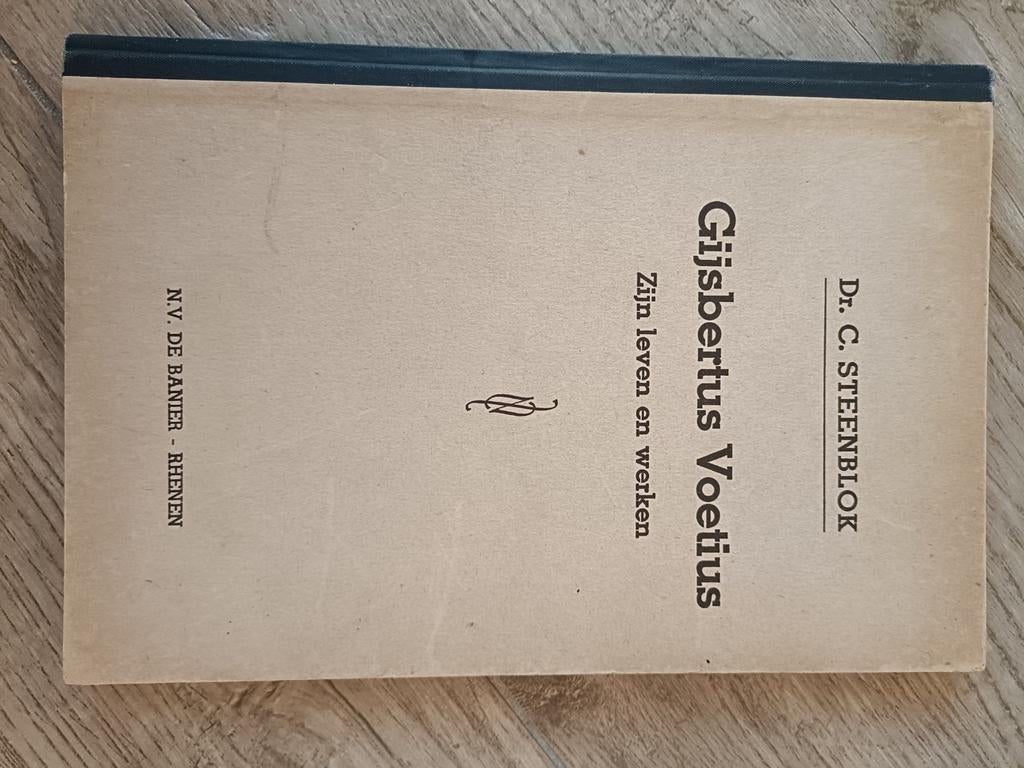 Dr. C. STEENBLOK
Gijsbertus Voetius
Zijn leven en werken
N.V. DE BANIER - RHENEN